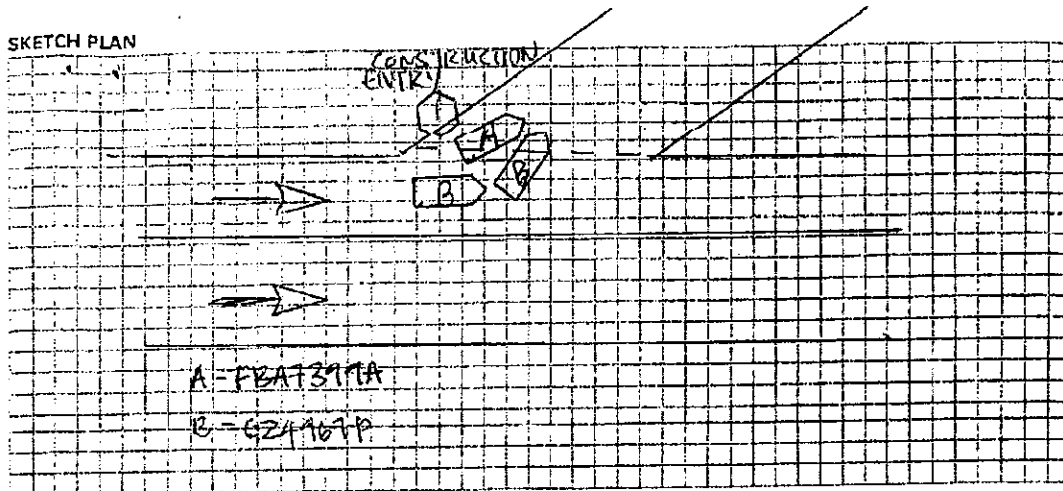 SKETCH PLAN
CONSTRUCTION
ENTRY
A
B
B
A - FBA7399A
B - GZ4967P